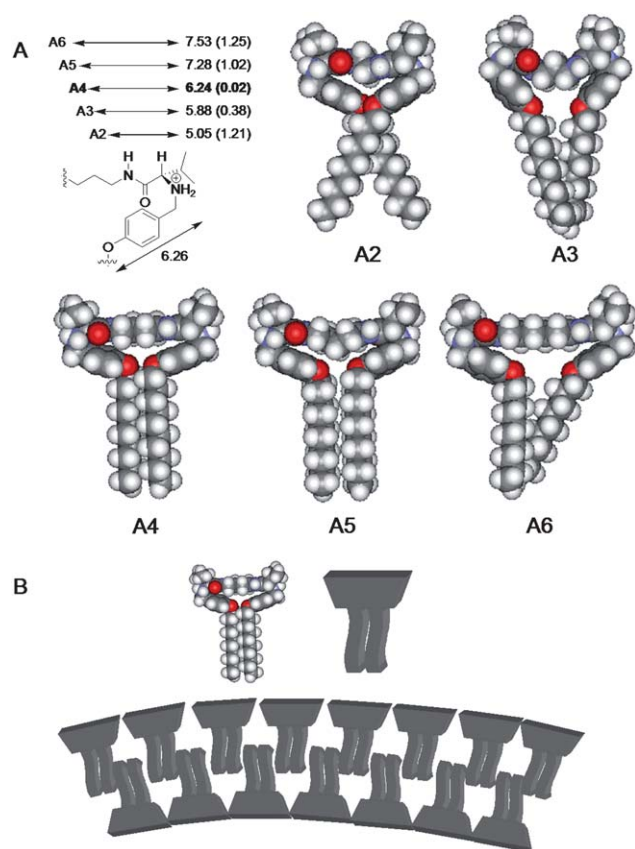 A
A6 7.53 (1.25)
A5 7.28 (1.02)
A4 6.24 (0.02)
A3 5.88 (0.38)
A2 5.05 (1.21)
H
N
H
O
NH2
+
O
6.26
A2 A3
A4 A5 A6
B